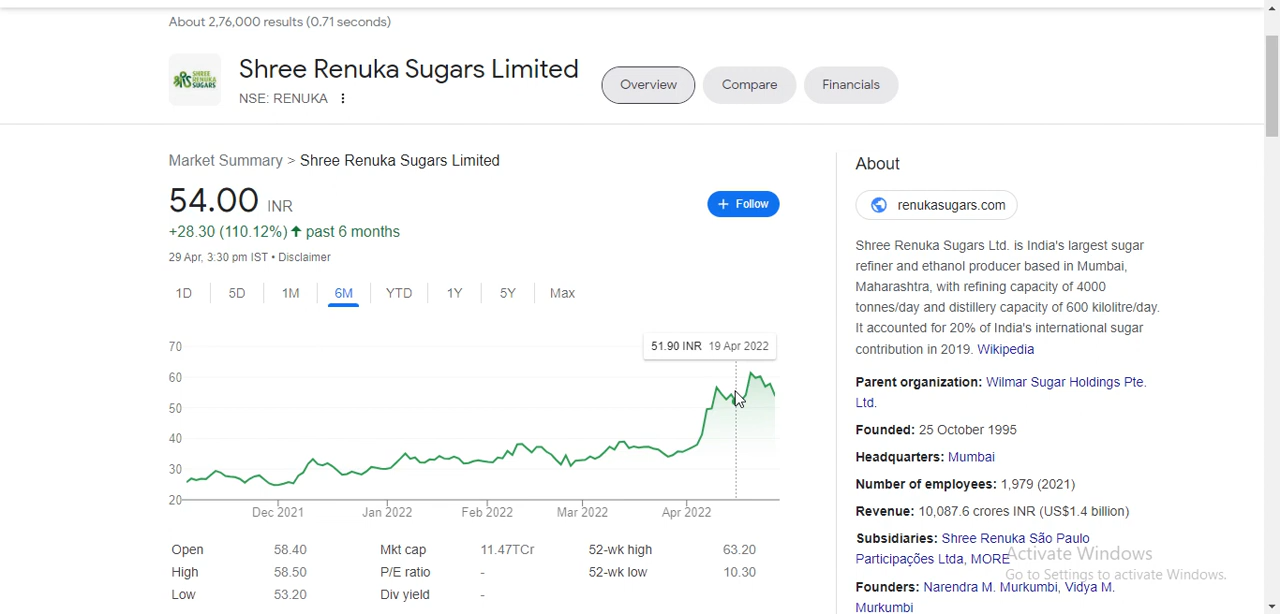 About 2,76,000 results (0.71 seconds)
SHREE RENUKA SUGARS
Shree Renuka Sugars Limited
NSE: RENUKA
Overview
Compare
Financials
Market Summary > Shree Renuka Sugars Limited
54.00 INR
+ Follow
+28.30 (110.12%) ↑ past 6 months
29 Apr, 3:30 pm IST • Disclaimer
1D 5D 1M 6M YTD 1Y 5Y Max
51.90 INR 19 Apr 2022
70
60
50
40
30
20
Dec 2021 Jan 2022 Feb 2022 Mar 2022 Apr 2022
Open 58.40 Mkt cap 11.47TCr 52-wk high 63.20
High 58.50 P/E ratio - 52-wk low 10.30
Low 53.20 Div yield -
About
renukasugars.com
Shree Renuka Sugars Ltd. is India's largest sugar
refiner and ethanol producer based in Mumbai,
Maharashtra, with refining capacity of 4000
tonnes/day and distillery capacity of 600 kilolitre/day.
It accounted for 20% of India's international sugar
contribution in 2019. Wikipedia
Parent organization: Wilmar Sugar Holdings Pte.
Ltd.
Founded: 25 October 1995
Headquarters: Mumbai
Number of employees: 1,979 (2021)
Revenue: 10,087.6 crores INR (US$1.4 billion)
Subsidiaries: Shree Renuka São Paulo
Participações Ltda, MORE
Founders: Narendra M. Murkumbi, Vidya M.
Murkumbi
Activate Windows
Go to Settings to activate Windows.